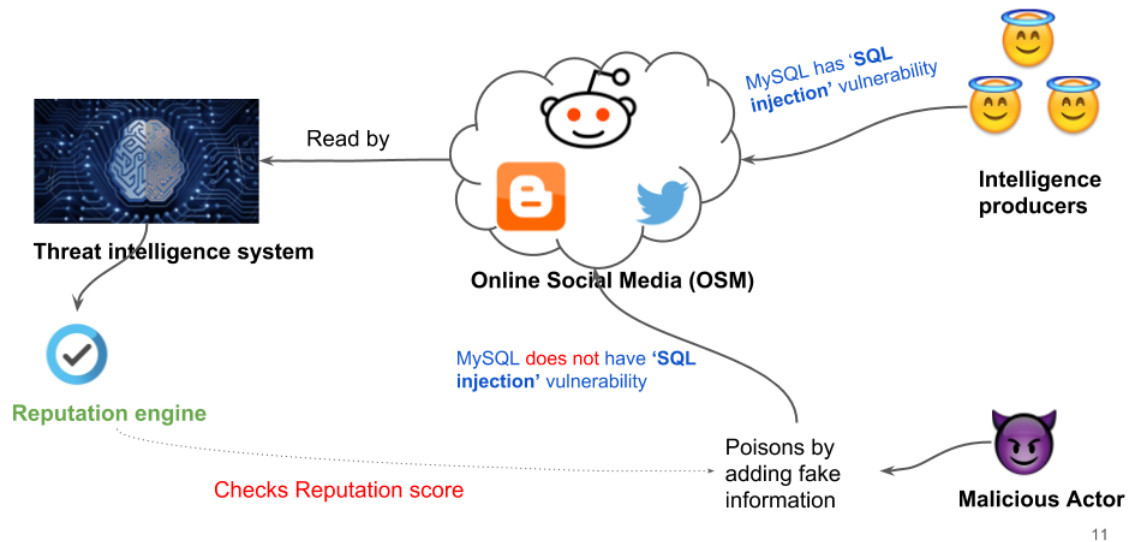 MySQL has ‘SQL
injection’ vulnerability
Read by
Intelligence
producers
Threat intelligence system
Online Social Media (OSM)
MySQL does not have ‘SQL
injection’ vulnerability
Reputation engine
Poisons by
adding fake
information
Checks Reputation score
Malicious Actor
11